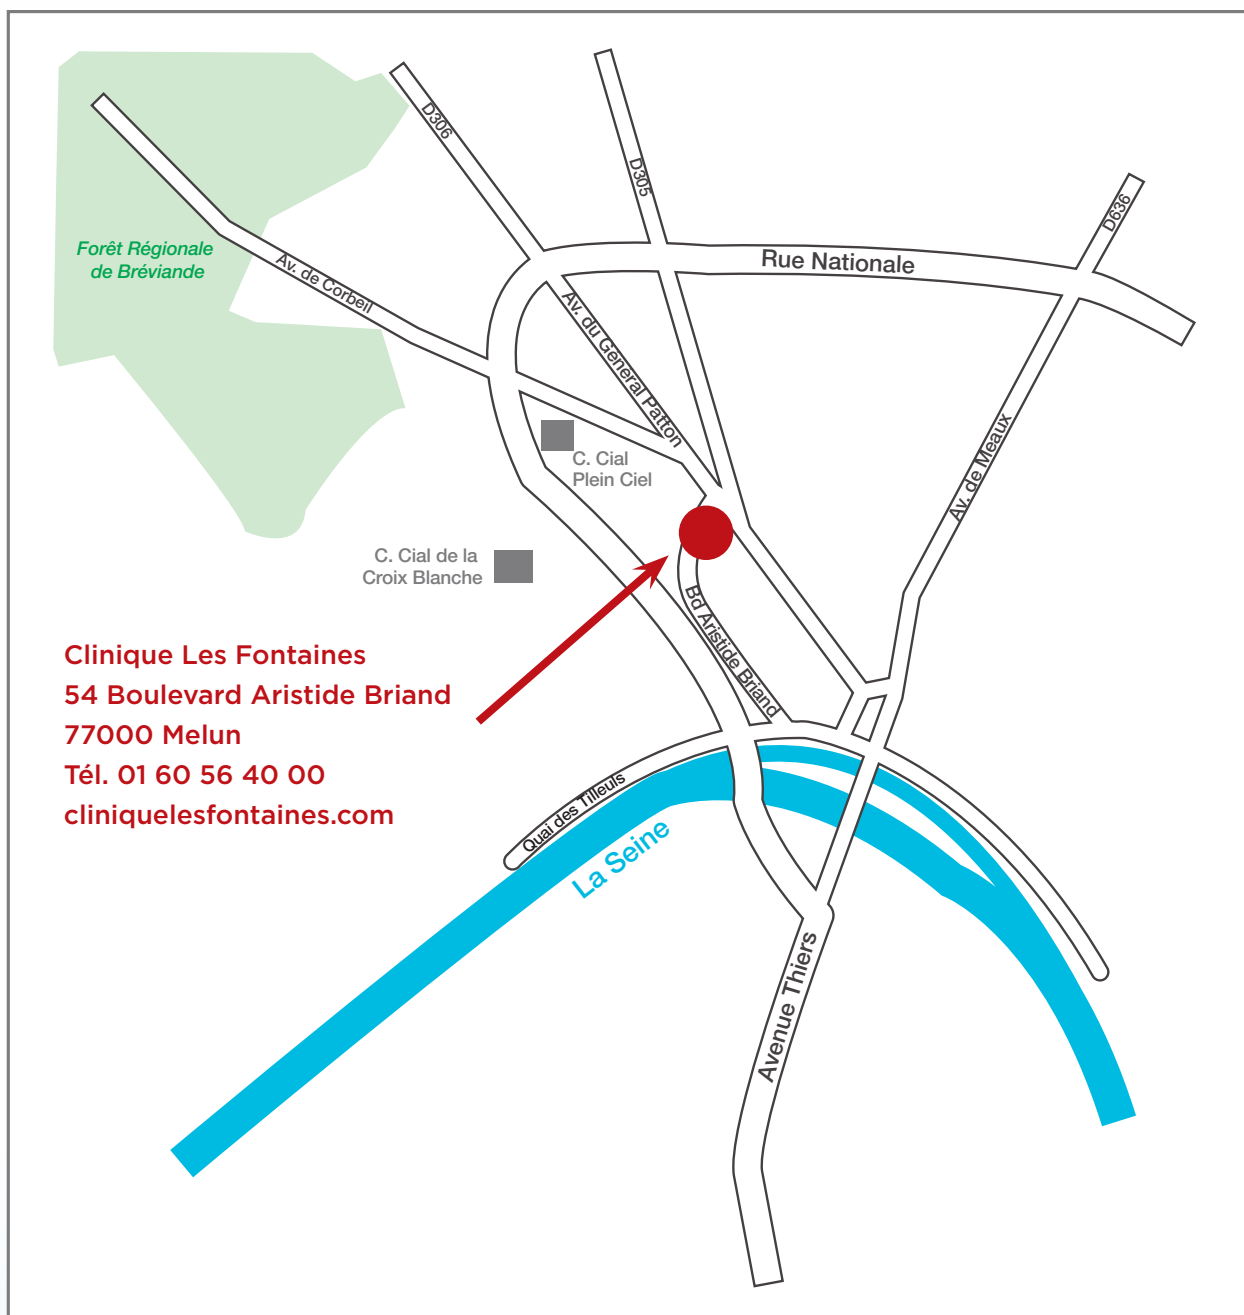 D306
D305
D636
Forêt Régionale
de Bréviande
Av. de Corbeil
Rue Nationale
Av. du Général Patton
C. Cial
Plein Ciel
Av. de Meaux
C. Cial de la
Croix Blanche
Bd Aristide Briand
Clinique Les Fontaines
54 Boulevard Aristide Briand
77000 Melun
Tél. 01 60 56 40 00
cliniquelesfontaines.com
Quai des Tilleuls
La Seine
Avenue Thiers